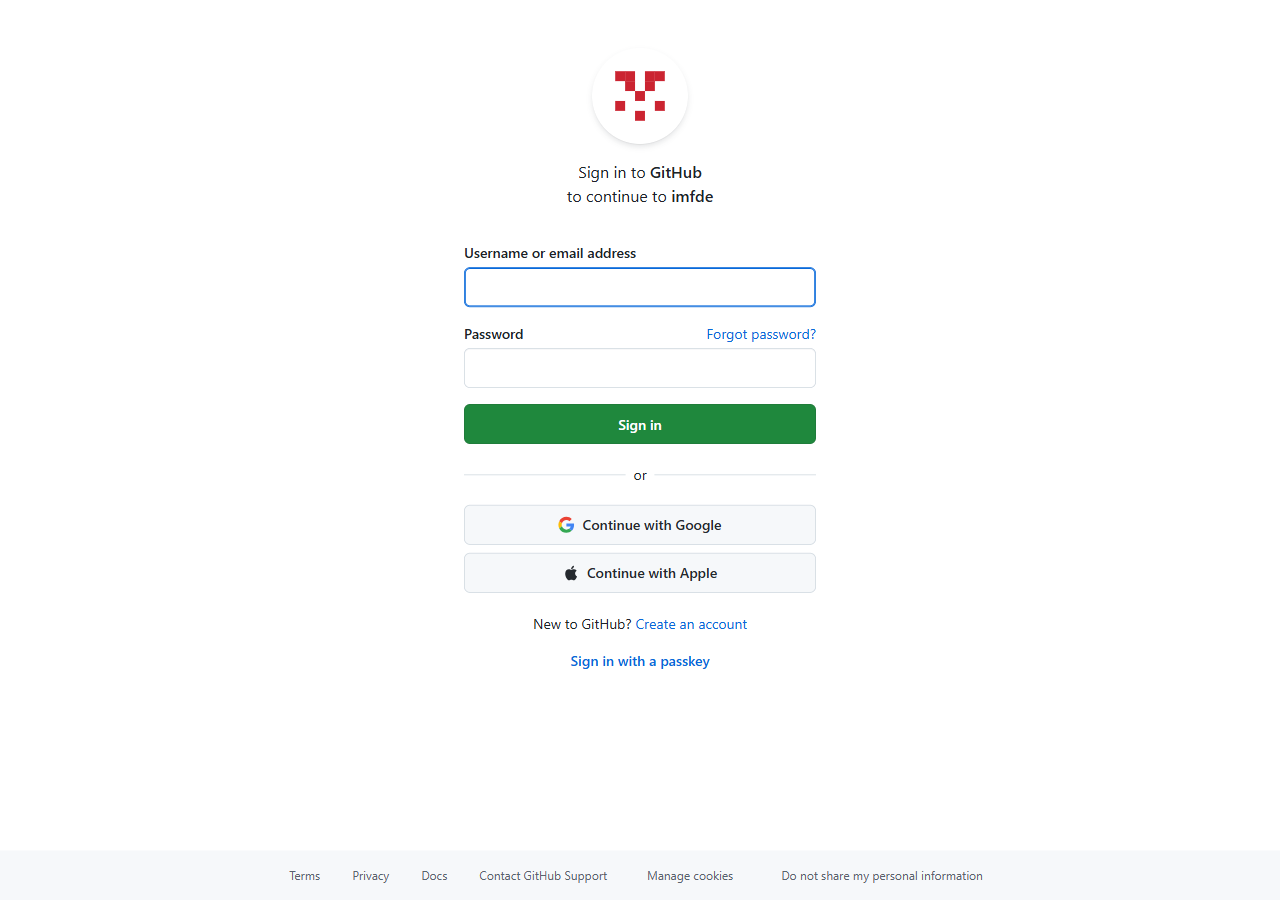 Sign in to GitHub
to continue to imfde
Username or email address
Password
Forgot password?
Sign in
or
Continue with Google
Continue with Apple
New to GitHub? Create an account
Sign in with a passkey
Terms Privacy Docs Contact GitHub Support Manage cookies Do not share my personal information